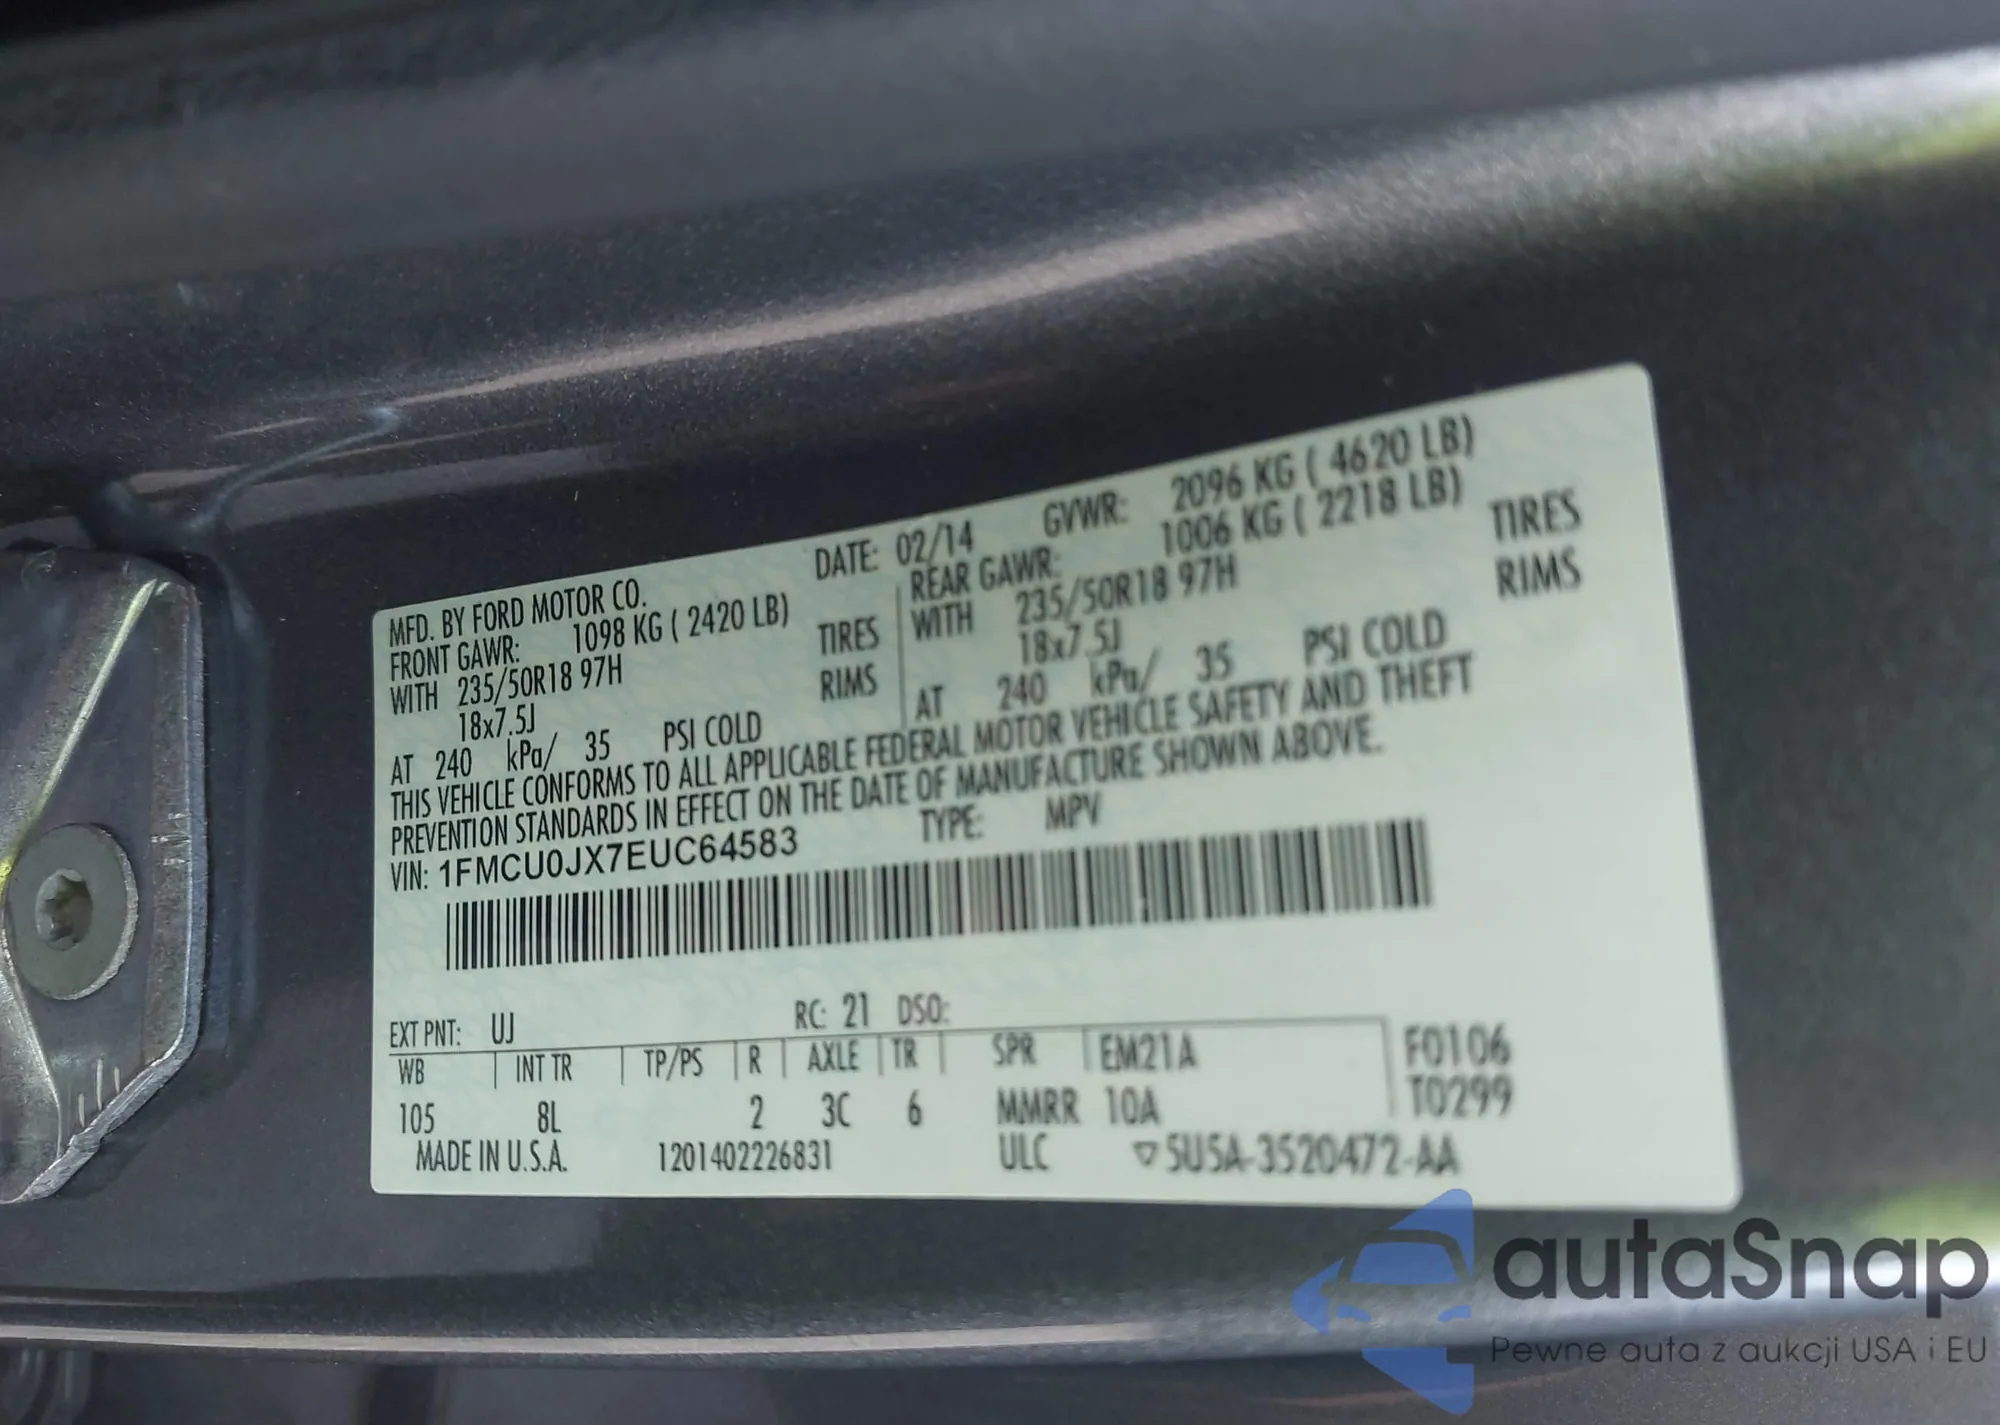 MFD. BY FORD MOTOR CO. DATE: 02/14 GVWR: 2096 KG ( 4620 LB)
FRONT GAWR: 1098 KG ( 2420 LB) REAR GAWR: 1006 KG ( 2218 LB)
WITH 235/50R18 97H TIRES WITH 235/50R18 97H TIRES
18x7.5J RIMS 18x7.5J RIMS
AT 240 kPa/ 35 PSI COLD AT 240 kPa/ 35 PSI COLD
THIS VEHICLE CONFORMS TO ALL APPLICABLE FEDERAL MOTOR VEHICLE SAFETY AND THEFT
PREVENTION STANDARDS IN EFFECT ON THE DATE OF MANUFACTURE SHOWN ABOVE.
VIN: 1FMCU0JX7EUC64583 TYPE: MPV
EXT PNT: UJ RC: 21 DSO:
WB INT TR TP/PS R AXLE TR SPR EM21A F0106
105 8L 2 3C 6 MMRR 10A T0299
MADE IN U.S.A. 1201402226831 ULC ▽5U5A-3520472-AA
autaSnap
Pewne auta z aukcji USA i EU